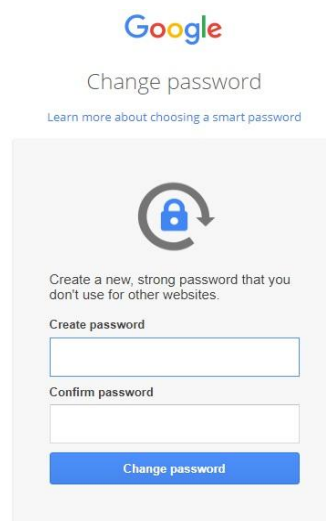 Google
Change password
Learn more about choosing a smart password
Create a new, strong password that you
don't use for other websites.
Create password
Confirm password
Change password